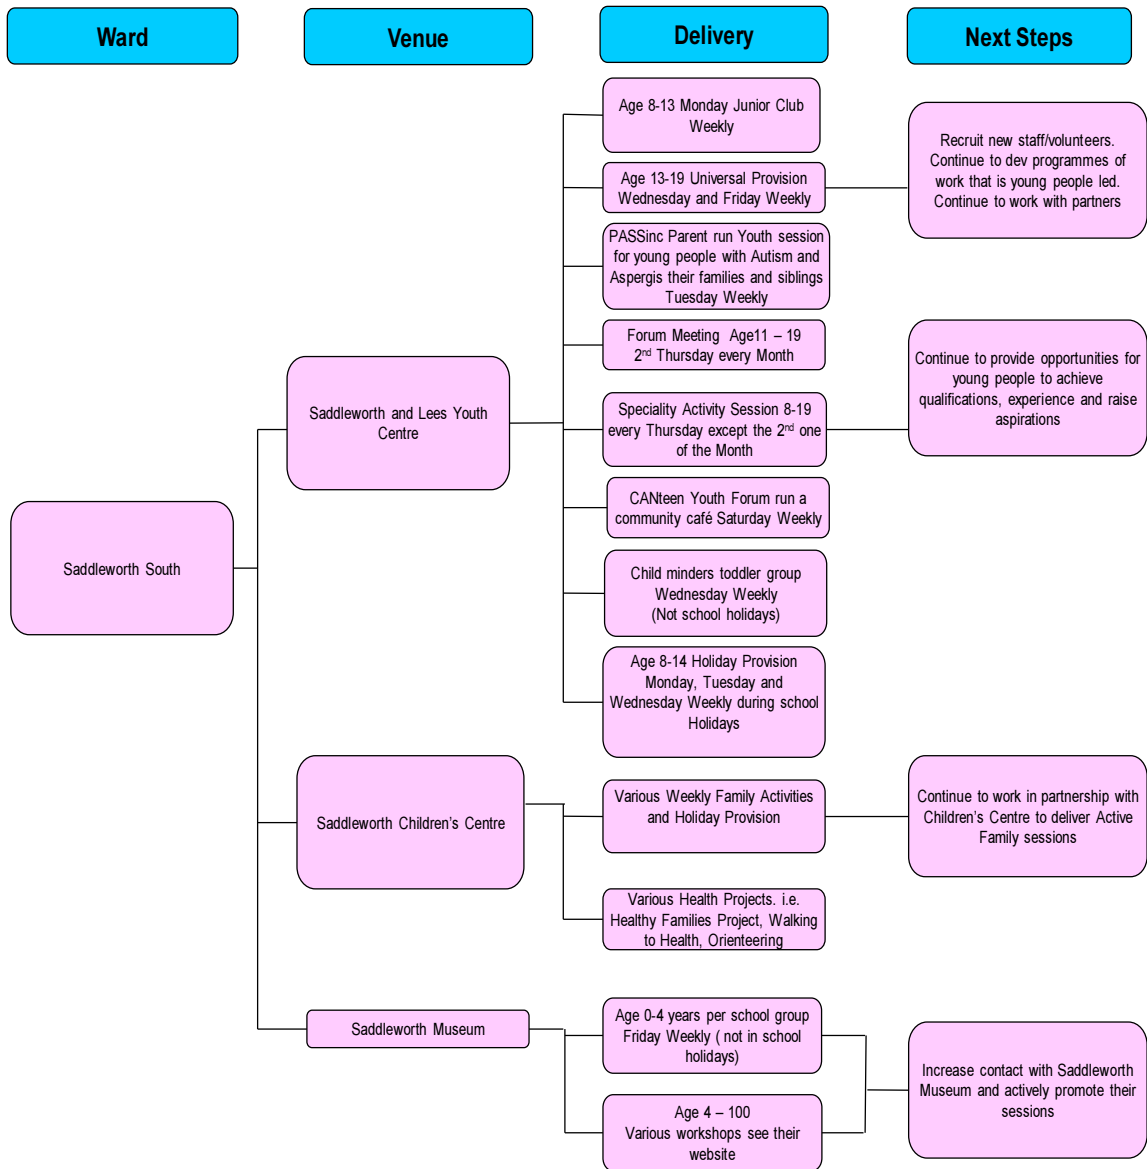 Ward
Venue
Delivery
Next Steps
Saddleworth South
Saddleworth and Lees Youth
Centre
Age 8-13 Monday Junior Club
Weekly
Age 13-19 Universal Provision
Wednesday and Friday Weekly
Recruit new staff/volunteers.
Continue to dev programmes of
work that is young people led.
Continue to work with partners
PASSinc Parent run Youth session
for young people with Autism and
Aspergis their families and siblings
Tuesday Weekly
Forum Meeting Age11 – 19
2nd Thursday every Month
Speciality Activity Session 8-19
every Thursday except the 2nd one
of the Month
Continue to provide opportunities for
young people to achieve
qualifications, experience and raise
aspirations
CANteen Youth Forum run a
community café Saturday Weekly
Child minders toddler group
Wednesday Weekly
(Not school holidays)
Age 8-14 Holiday Provision
Monday, Tuesday and
Wednesday Weekly during school
Holidays
Saddleworth Children's Centre
Various Weekly Family Activities
and Holiday Provision
Continue to work in partnership with
Children's Centre to deliver Active
Family sessions
Various Health Projects. i.e.
Healthy Families Project, Walking
to Health, Orienteering
Saddleworth Museum
Age 0-4 years per school group
Friday Weekly ( not in school
holidays)
Age 4 – 100
Various workshops see their
website
Increase contact with Saddleworth
Museum and actively promote their
sessions